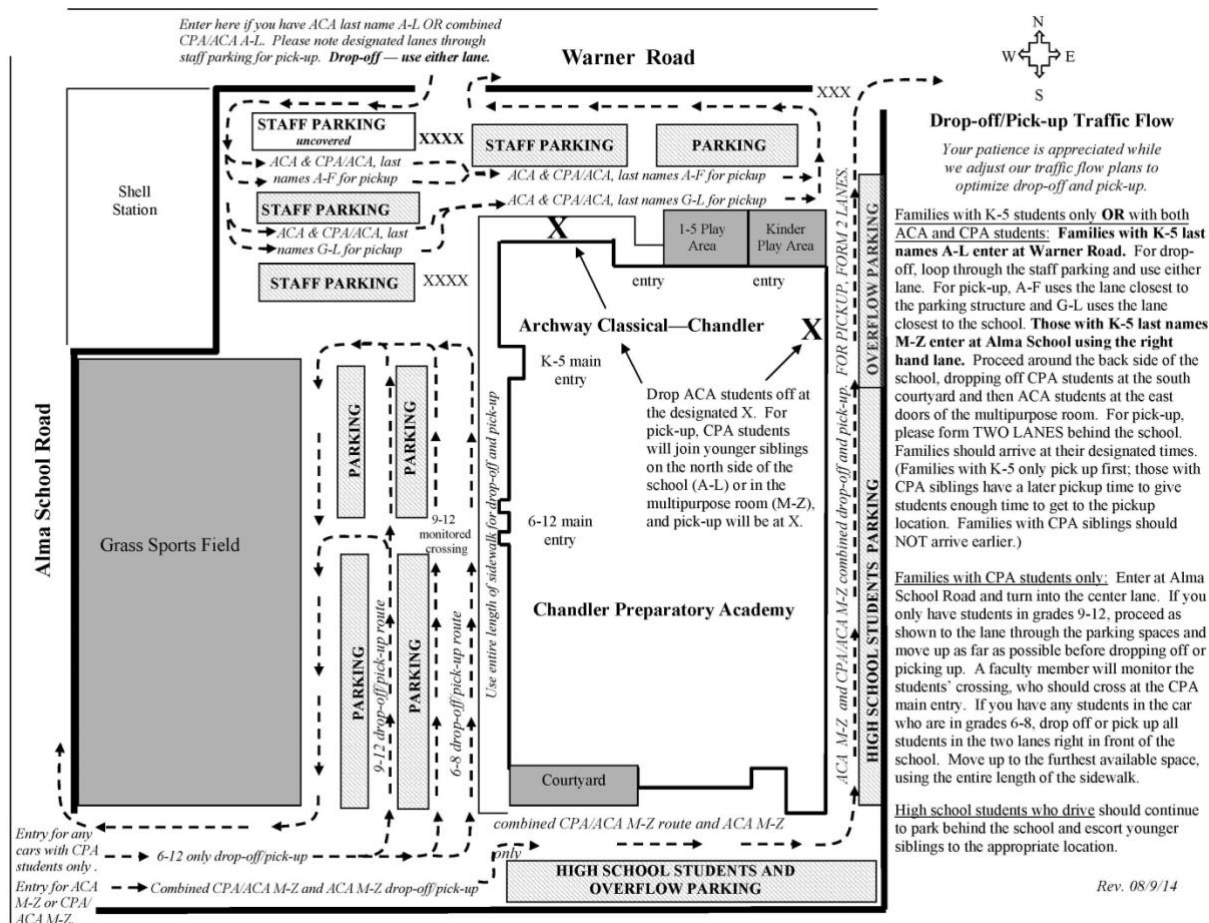 Enter here if you have ACA last name A-L OR combined
CPA/ACA A-L. Please note designated lanes through
staff parking for pick-up. Drop-off — use either lane.
Warner Road
N
W
E
S
XXX
STAFF PARKING
uncovered
XXXX
STAFF PARKING
PARKING
ACA & CPA/ACA, last
names A-F for pickup
ACA & CPA/ACA, last names A-F for pickup
Shell
Station
STAFF PARKING
ACA & CPA/ACA, last names G-L for pickup
ACA & CPA/ACA, last
names G-L for pickup
STAFF PARKING
XXXX
X
1-5 Play
Area
Kinder
Play Area
entry
entry
Archway Classical—Chandler
X
K-5 main
entry
Drop ACA students off at
the designated X. For
pick-up, CPA students
will join younger siblings
on the north side of the
school (A-L) or in the
multipurpose room (M-Z),
and pick-up will be at X.
Alma School Road
Grass Sports Field
PARKING
PARKING
PARKING
PARKING
9-12
monitored
crossing
9-12 drop-off/pick-up route
6-8 drop-off/pick-up route
Use entire length of sidewalk for drop-off and pick-up
6-12 main
entry
Chandler Preparatory Academy
Courtyard
ACA M-Z and CPA/ACA M-Z combined drop-off and pick-up. FOR PICKUP, FORM 2 LANES.
OVERFLOW PARKING
HIGH SCHOOL STUDENTS PARKING
combined CPA/ACA M-Z route and ACA M-Z
only
Entry for any
cars with CPA
students only .
6-12 only drop-off/pick-up
Entry for ACA
M-Z or CPA/
ACA M-Z.
Combined CPA/ACA M-Z and ACA M-Z drop-off/pick-up
HIGH SCHOOL STUDENTS AND
OVERFLOW PARKING
Drop-off/Pick-up Traffic Flow
Your patience is appreciated while
we adjust our traffic flow plans to
optimize drop-off and pick-up.
Families with K-5 students only OR with both
ACA and CPA students: Families with K-5 last
names A-L enter at Warner Road. For drop-
off, loop through the staff parking and use either
lane. For pick-up, A-F uses the lane closest to
the parking structure and G-L uses the lane
closest to the school. Those with K-5 last names
M-Z enter at Alma School using the right
hand lane. Proceed around the back side of the
school, dropping off CPA students at the south
courtyard and then ACA students at the east
doors of the multipurpose room. For pick-up,
please form TWO LANES behind the school.
Families should arrive at their designated times.
(Families with K-5 only pick up first; those with
CPA siblings have a later pickup time to give
students enough time to get to the pickup
location. Families with CPA siblings should
NOT arrive earlier.)
Families with CPA students only: Enter at Alma
School Road and turn into the center lane. If you
only have students in grades 9-12, proceed as
shown to the lane through the parking spaces and
move up as far as possible before dropping off or
picking up. A faculty member will monitor the
students' crossing, who should cross at the CPA
main entry. If you have any students in the car
who are in grades 6-8, drop off or pick up all
students in the two lanes right in front of the
school. Move up to the furthest available space,
using the entire length of the sidewalk.
High school students who drive should continue
to park behind the school and escort younger
siblings to the appropriate location.
Rev. 08/9/14